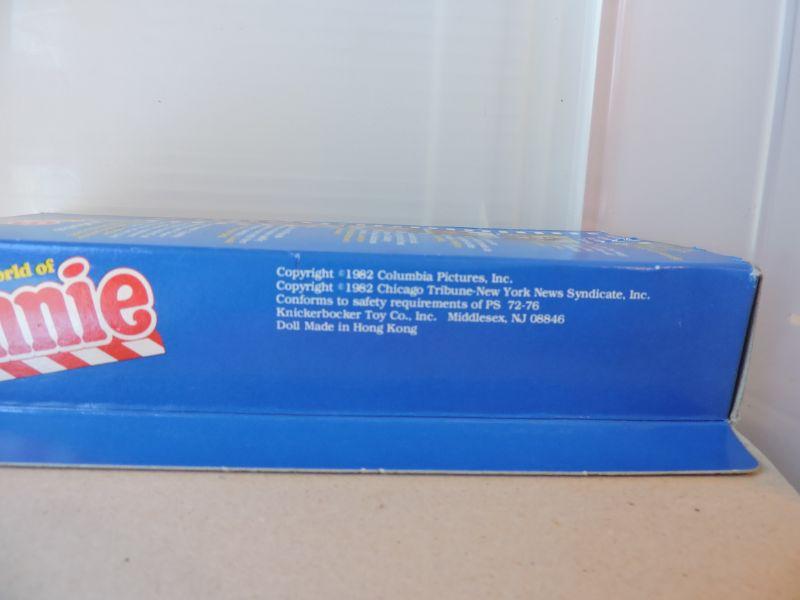 orld of
nnie
Copyright ©1982 Columbia Pictures, Inc.
Copyright ©1982 Chicago Tribune-New York News Syndicate, Inc.
Conforms to safety requirements of PS 72-76
Knickerbocker Toy Co., Inc. Middlesex, NJ 08846
Doll Made in Hong Kong